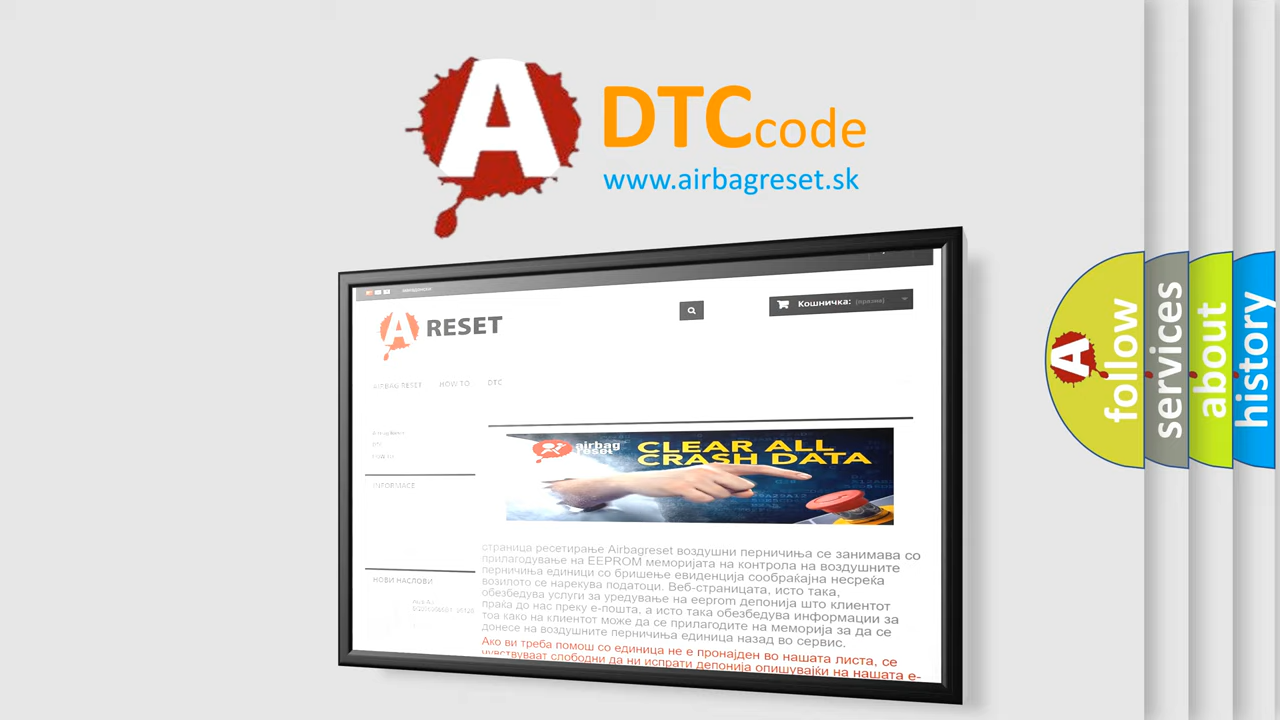 A
DTCcode
www.airbagreset.sk
Кошничка: (празни)
A RESET
AIRBAG RESET HOW TO DTC
airbag
reset
CLEAR ALL
CRASH DATA
INFORMACE
страница ресетирање Airbagreset воздушни перничиња се занимава со
прилагодување на EEPROM меморијата на контрола на воздушните
перничиња единици со бришење евиденција сообраќајна несреќа
возилото се нарекува податоци. Веб-страницата, исто така,
обезбедува услуги за уредување на eeprom депонија што клиентот
праќа до нас преку е-пошта, а исто така обезбедува информации за
тоа како на клиентот може да се прилагодите на меморија за да се
донесе на воздушните перничиња единица назад во сервис.
НОВИ НАСЛОВИ
Ако ви треба помош со единица не е пронајден во нашата листа, се
чувствуваат слободни да ни испрати депонија опишувајќи на нашата е-
A
follow
services
about
history